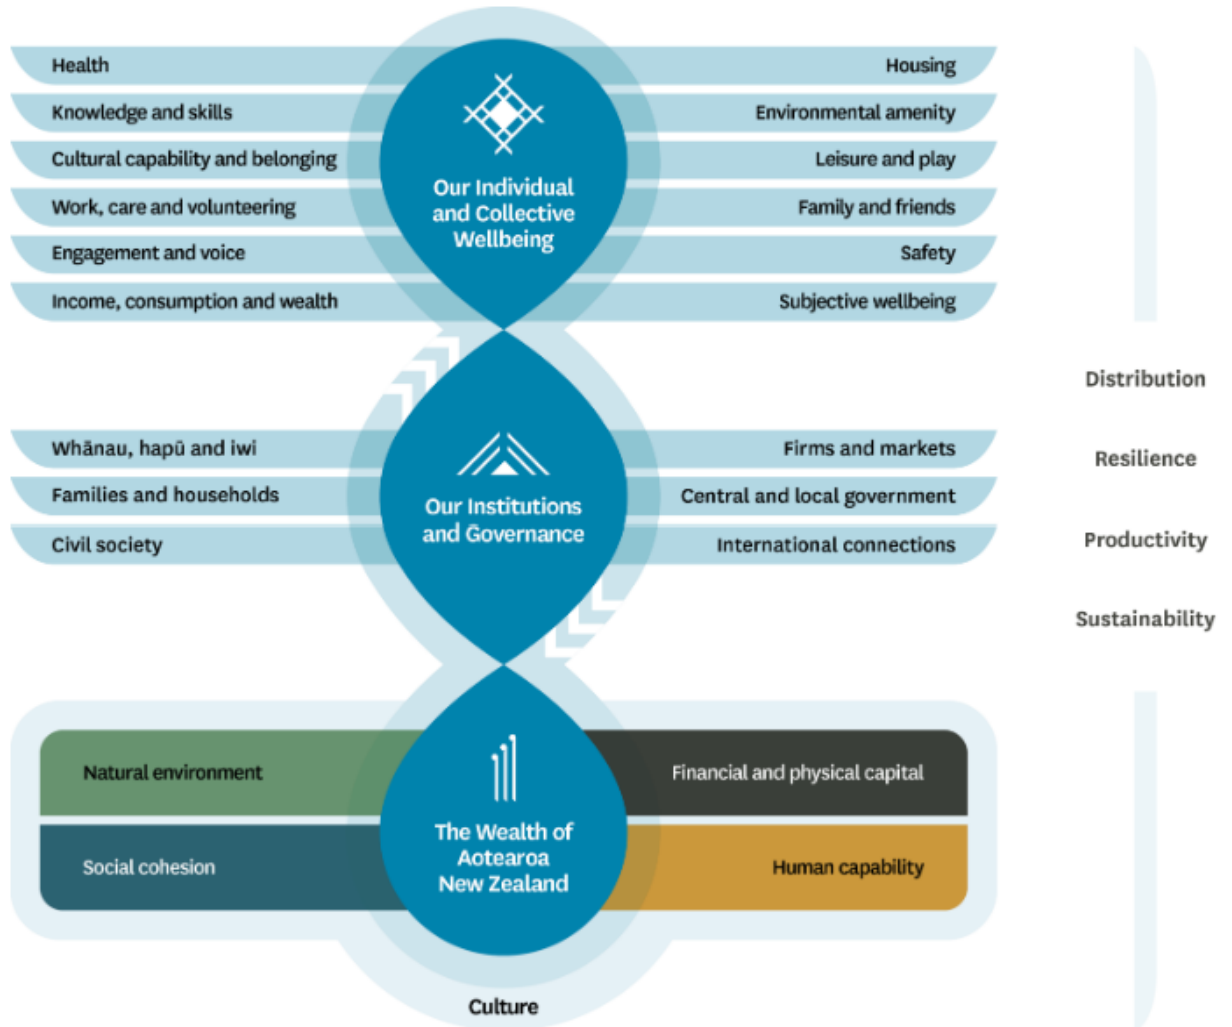 Health
Housing
Knowledge and skills
Environmental amenity
Cultural capability and belonging
Leisure and play
Work, care and volunteering
Family and friends
Engagement and voice
Safety
Income, consumption and wealth
Subjective wellbeing
Our Individual
and Collective
Wellbeing
Distribution
Resilience
Productivity
Sustainability
Whānau, hapū and iwi
Firms and markets
Families and households
Central and local government
Civil society
International connections
Our Institutions
and Governance
Natural environment
Financial and physical capital
Social cohesion
Human capability
The Wealth of
Aotearoa
New Zealand
Culture